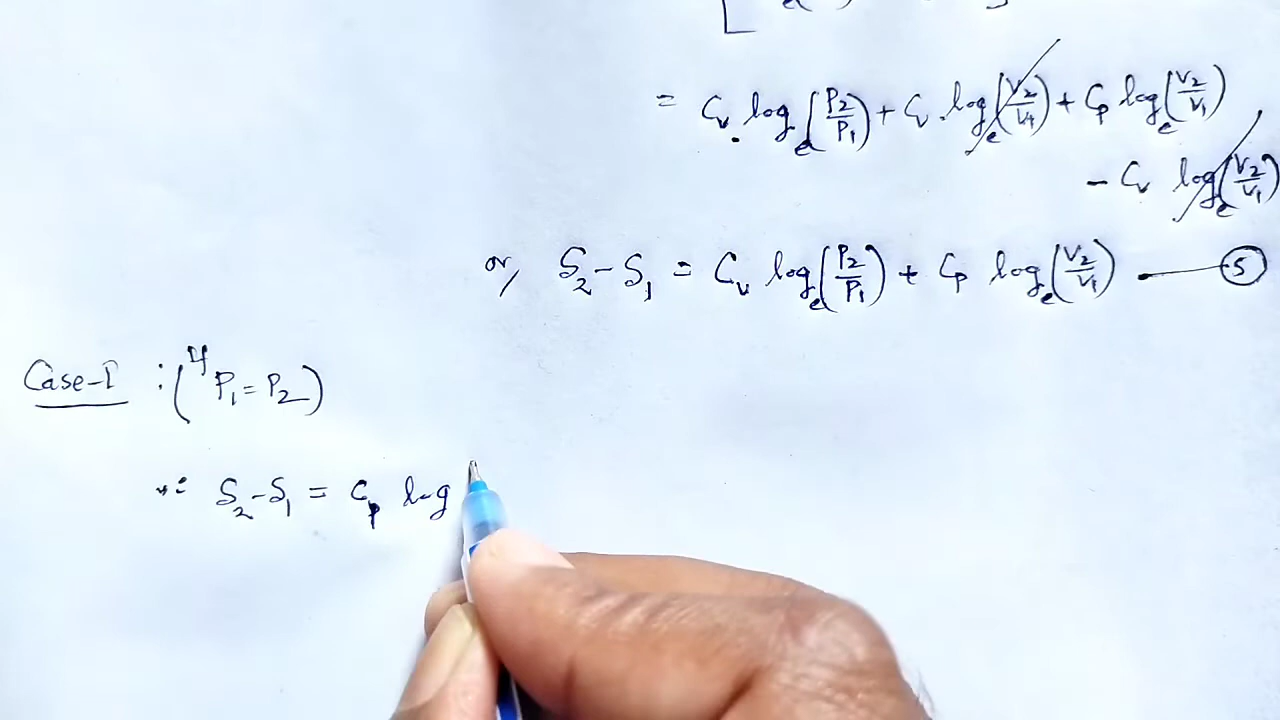 = Cv . logₑ(P₂/P₁) + Cv . logₑ(V₂/V₁) + Cp logₑ(V₂/V₁)
- Cv logₑ(V₂/V₁)
or, S₂-S₁ = Cv logₑ(P₂/P₁) + Cp logₑ(V₂/V₁) — 5
Case-I : (If P₁ = P₂)
∵ S₂-S₁ = Cp log